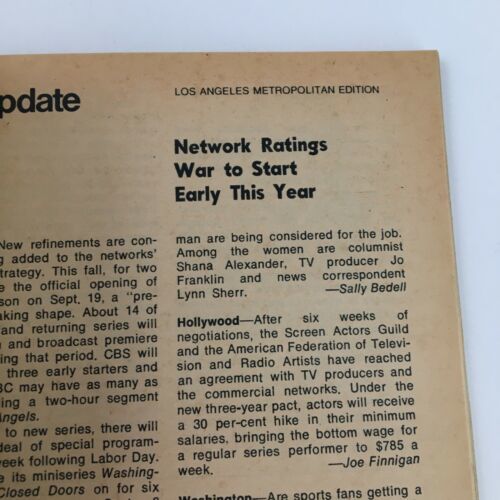 pdate
LOS ANGELES METROPOLITAN EDITION
Network Ratings
War to Start
Early This Year
New refinements are con-
g added to the networks'
trategy. This fall, for two
e the official opening of
son on Sept. 19, a "pre-
aking shape. About 14 of
and returning series will
n and broadcast premiere
ing that period. CBS will
three early starters and
BC may have as many as
ing a two-hour segment
Angels.
to new series, there will
deal of special program-
week following Labor Day.
e its miniseries Washing-
Closed Doors on for six
man are being considered for the job.
Among the women are columnist
Shana Alexander, TV producer Jo
Franklin and news correspondent
Lynn Sherr. —Sally Bedell
Hollywood—After six weeks of
negotiations, the Screen Actors Guild
and the American Federation of Televi-
sion and Radio Artists have reached
an agreement with TV producers and
the commercial networks. Under the
new three-year pact, actors will receive
a 30 per-cent hike in their minimum
salaries, bringing the bottom wage for
a regular series performer to $785 a
week. —Joe Finnigan
Washington—Are sports fans getting a